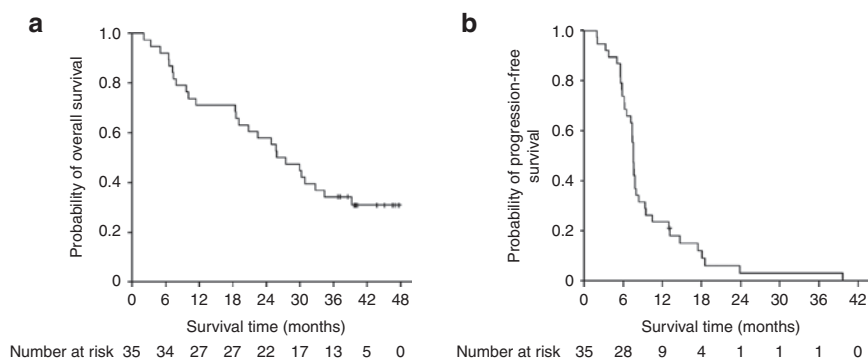 a
Probability of overall survival
1.0
0.8
0.6
0.4
0.2
0
0 6 12 18 24 30 36 42 48
Survival time (months)
Number at risk 35 34 27 27 22 17 13 5 0
b
Probability of progression-free
survival
1.0
0.8
0.6
0.4
0.2
0
0 6 12 18 24 30 36 42
Survival time (months)
Number at risk 35 28 9 4 1 1 1 0